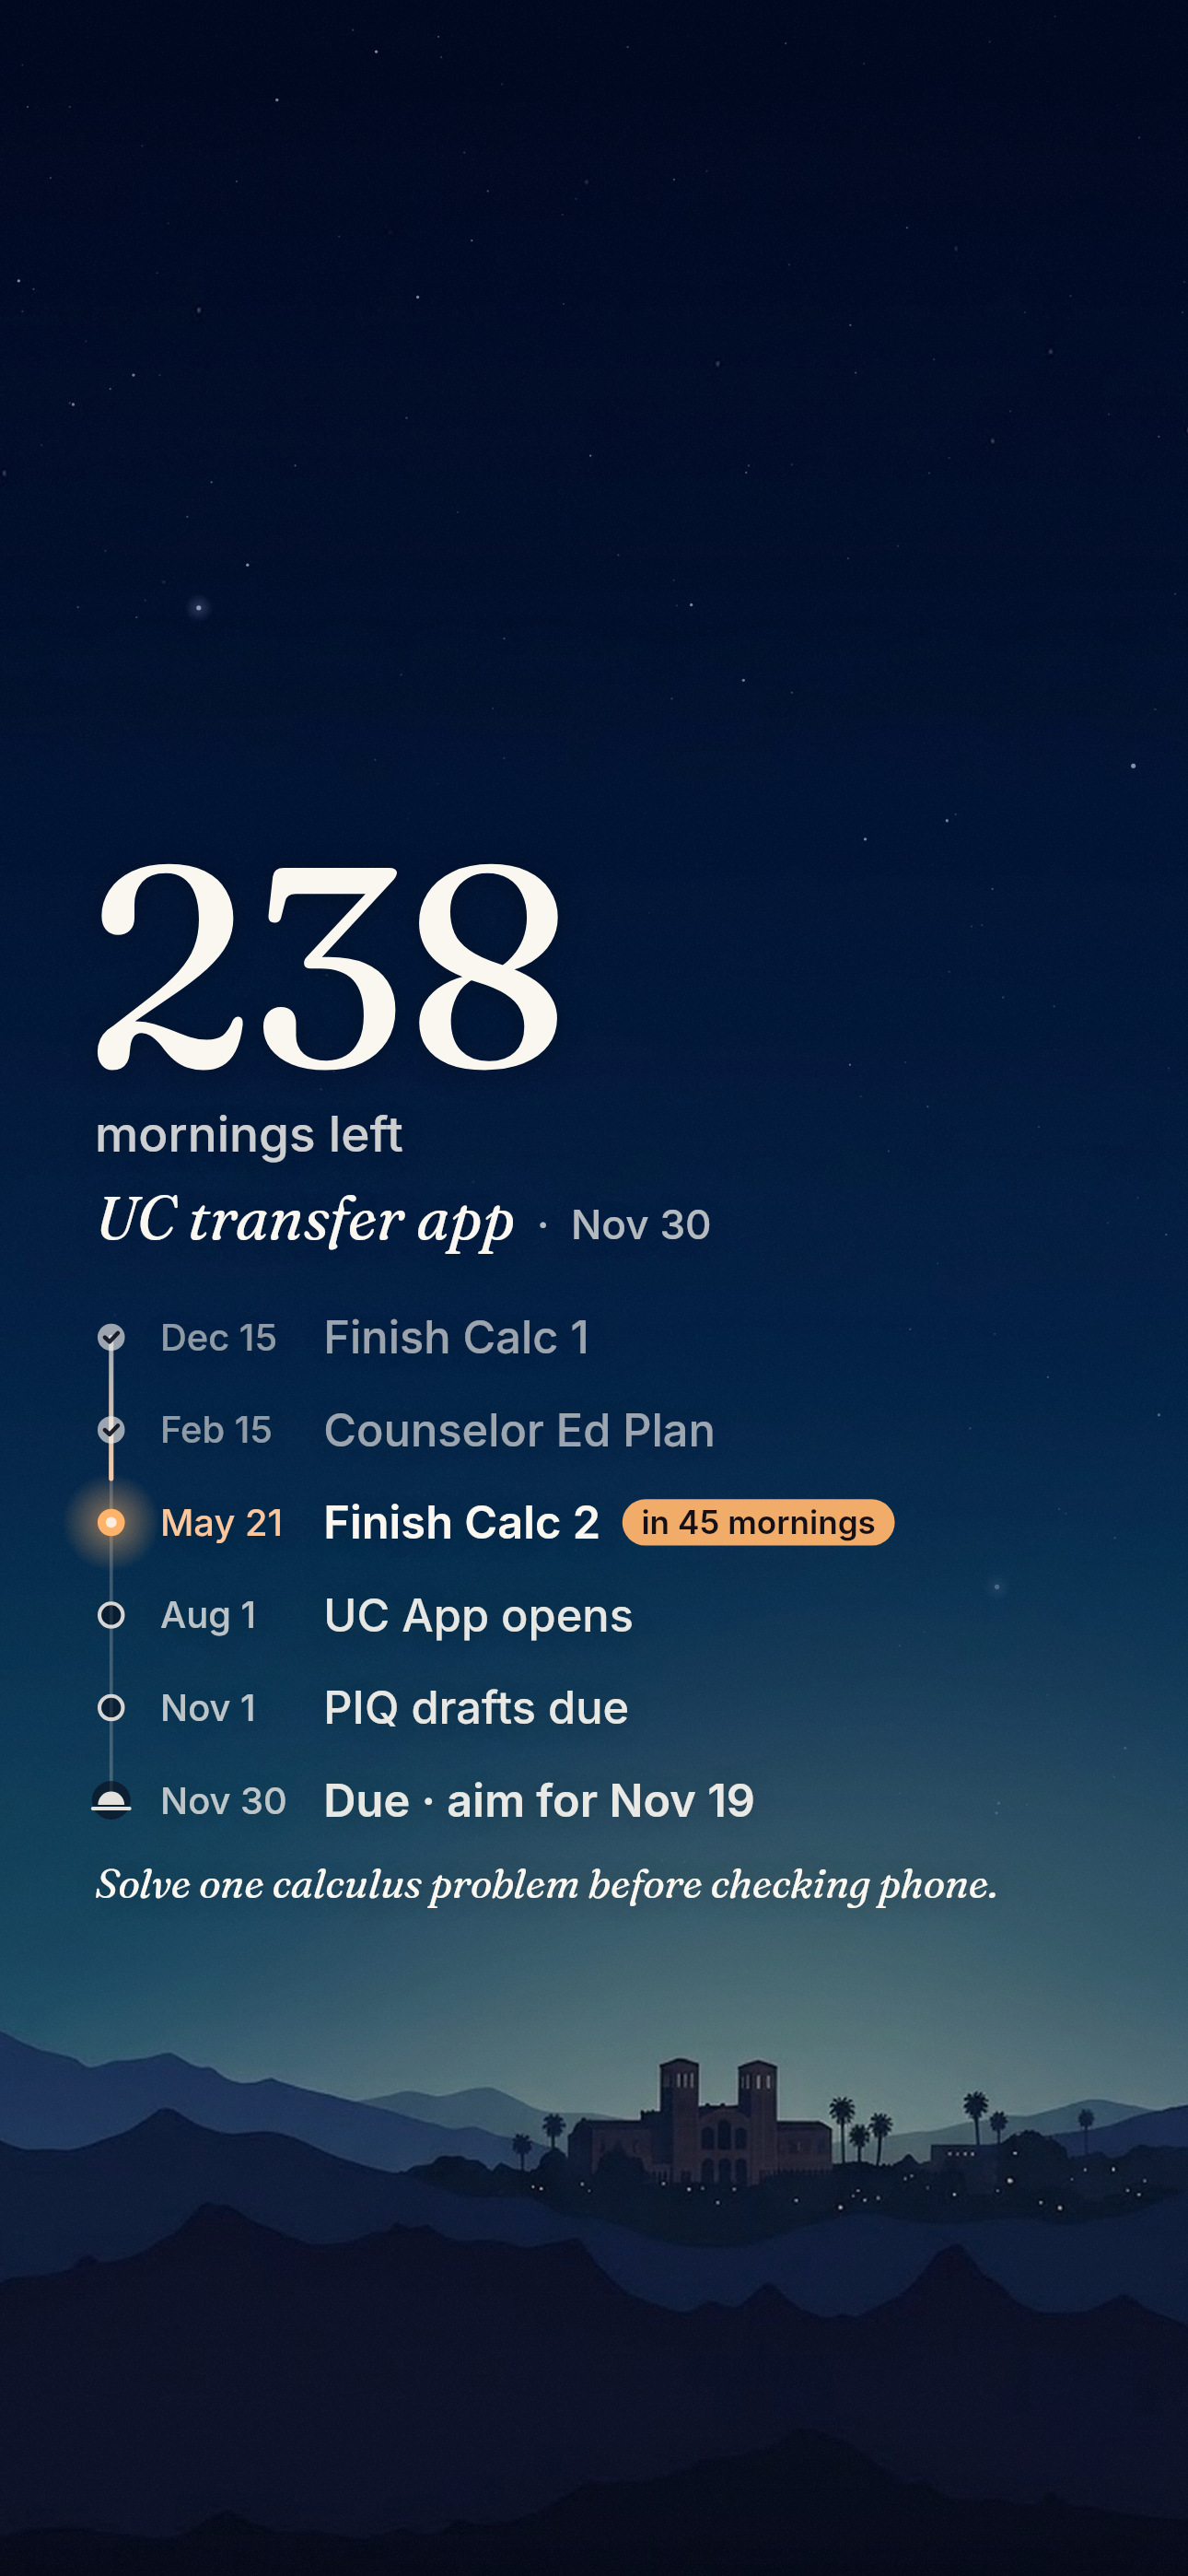 238
mornings left
UC transfer app · Nov 30
Dec 15 Finish Calc 1
Feb 15 Counselor Ed Plan
May 21 Finish Calc 2 in 45 mornings
Aug 1 UC App opens
Nov 1 PIQ drafts due
Nov 30 Due · aim for Nov 19
Solve one calculus problem before checking phone.